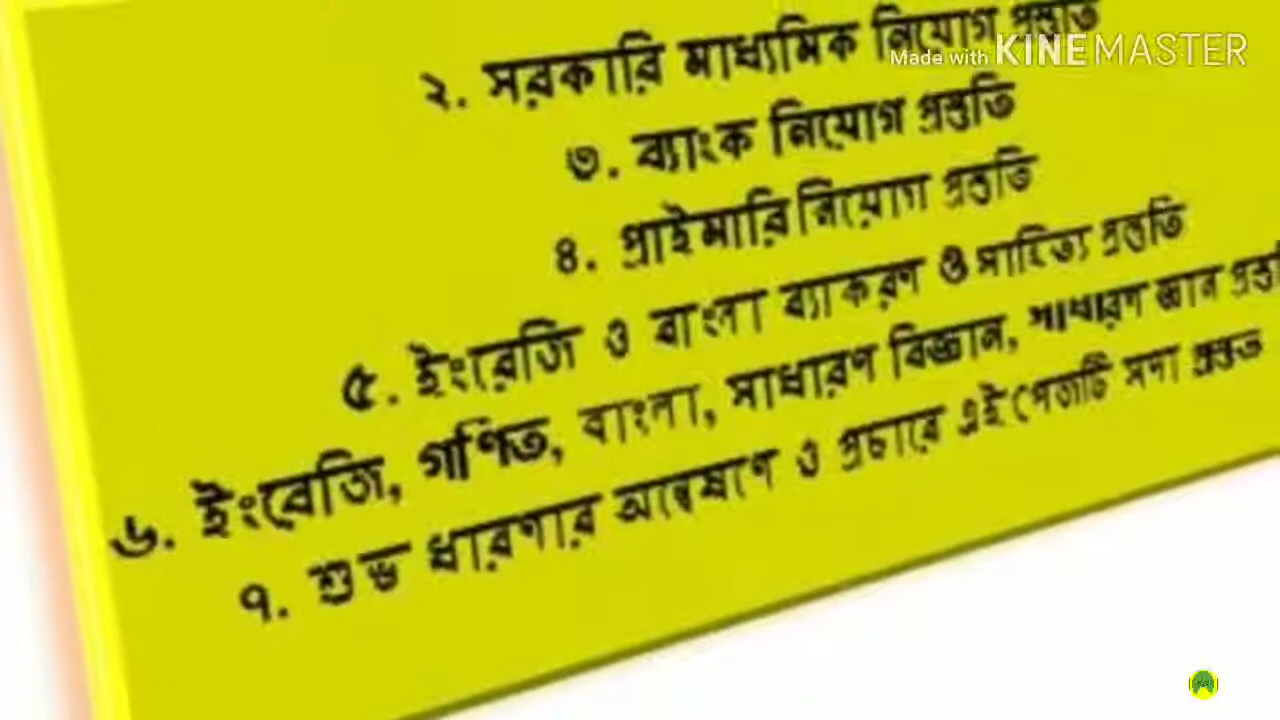 ২. সরকারি মাধ্যমিক নিয়োগ প্রস্তুতি
Made with KINEMASTER
৩. ব্যাংক নিয়োগ প্রস্তুতি
৪. প্রাইমারি নিয়োগ প্রস্তুতি
৫. ইংরেজি ও বাংলা ব্যাকরণ ও সাহিত্য প্রস্তুতি
৬. ইংরেজি, গণিত, বাংলা, সাধারণ বিজ্ঞান, সাধারণ জ্ঞান
৭. শুভ ধারণার অন্বেষণে ও প্রচারে এই পেজটি সদা প্রস্তুত